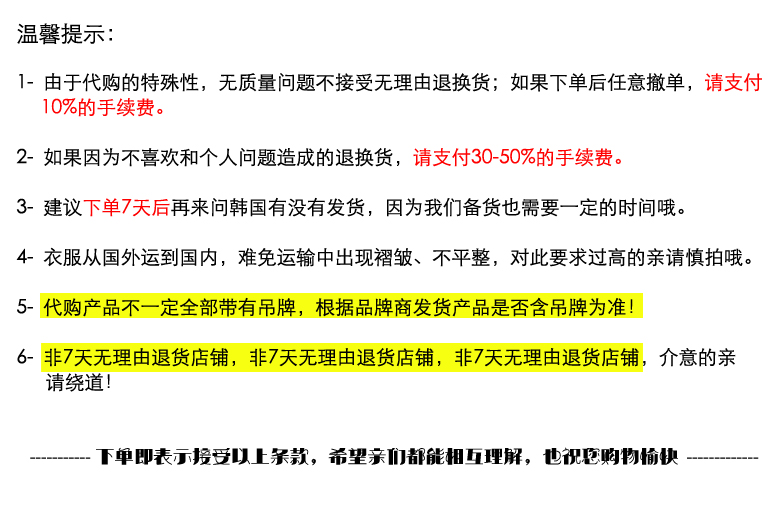 温馨提示：
1- 由于代购的特殊性，无质量问题不接受无理由退换货；如果下单后任意撤单，请支付
10%的手续费。
2- 如果因为不喜欢和个人问题造成的退换货，请支付30-50%的手续费。
3- 建议下单7天后再来问韩国有没有发货，因为我们备货也需要一定的时间哦。
4- 衣服从国外运到国内，难免运输中出现褶皱、不平整，对此要求过高的亲请慎拍哦。
5- 代购产品不一定全部带有吊牌，根据品牌商发货产品是否含吊牌为准！
6- 非7天无理由退货店铺，非7天无理由退货店铺，非7天无理由退货店铺，介意的亲
请绕道！
----------- 下单即表示接受以上条款，希望亲们都能相互理解，也祝您购物愉快 -------------